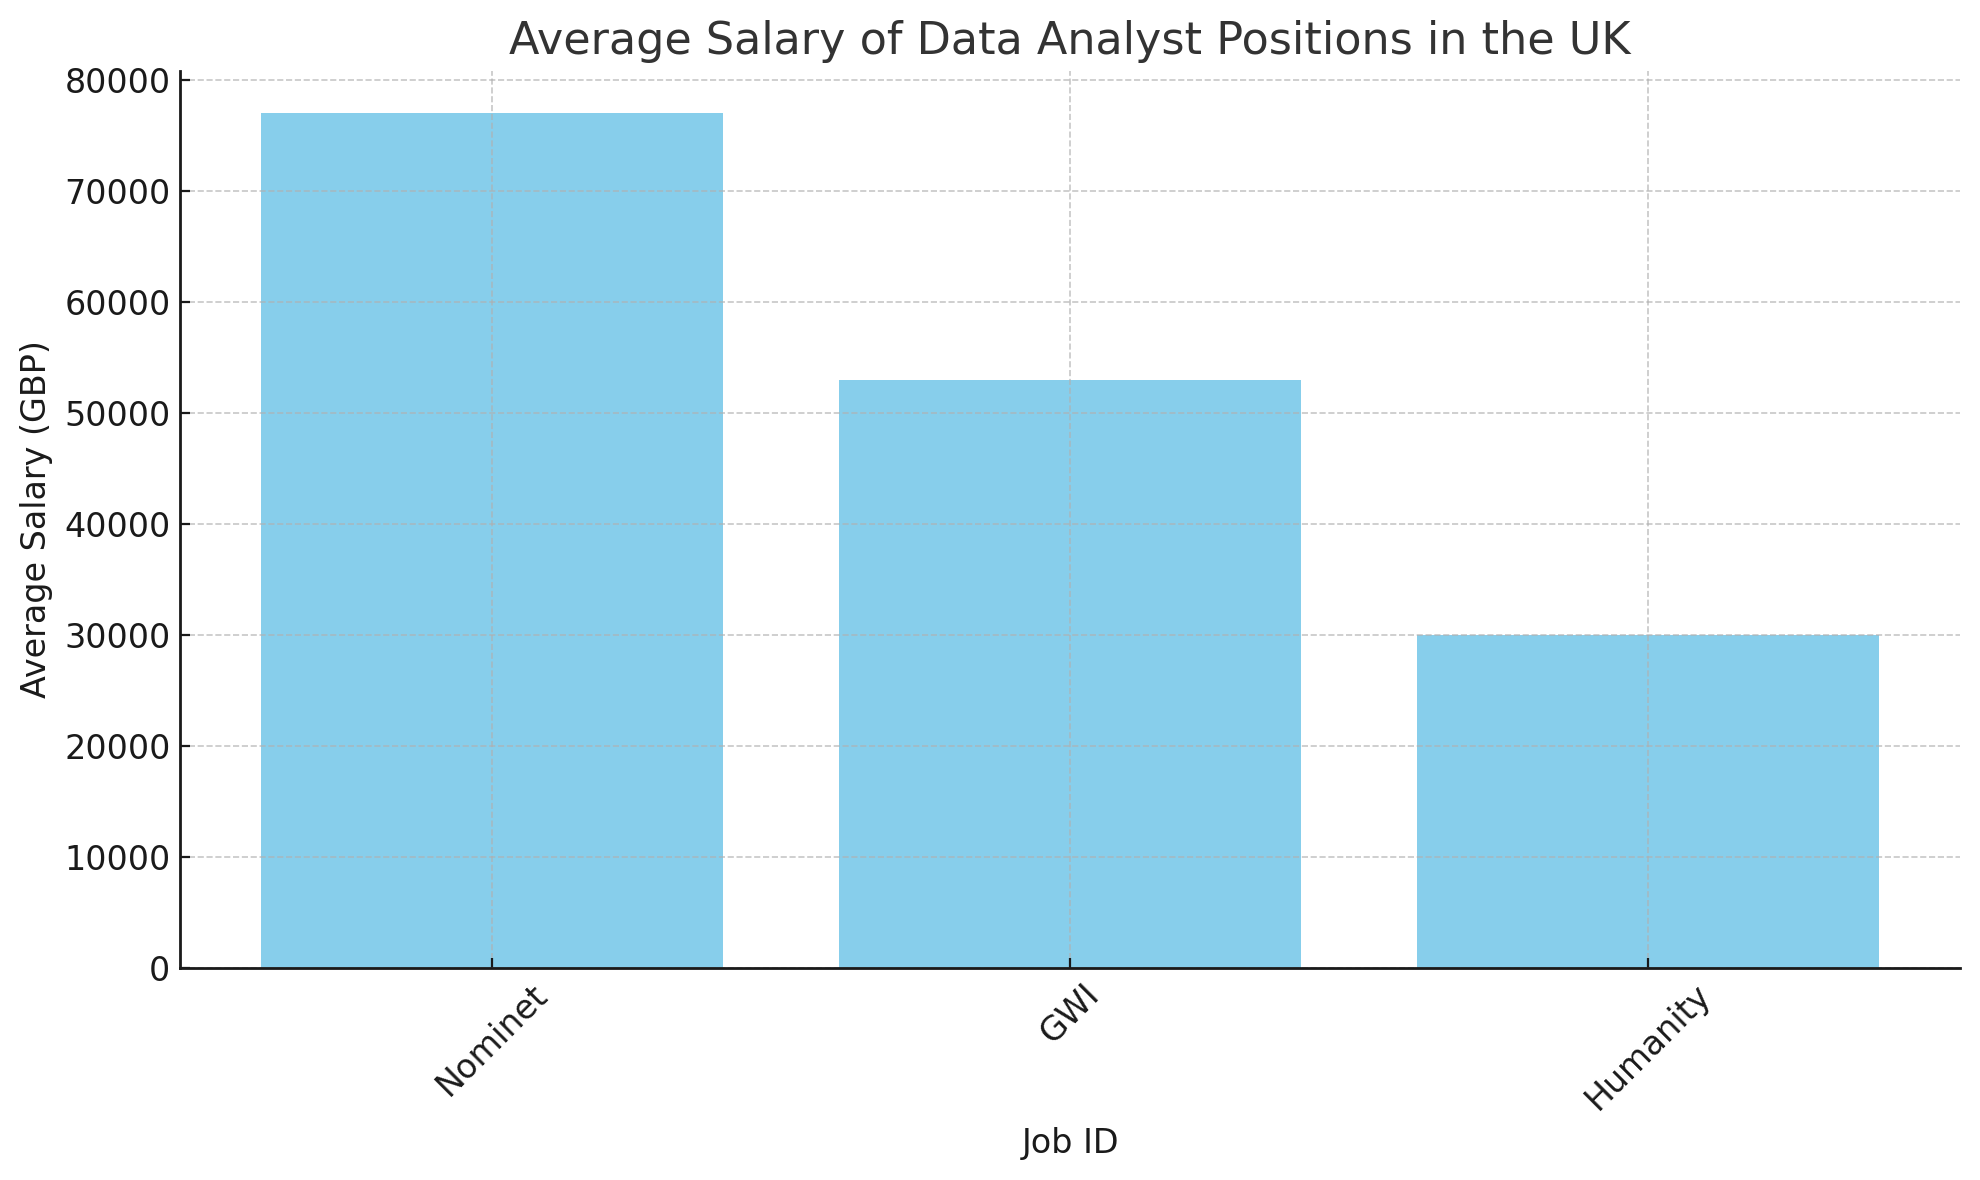 Average Salary of Data Analyst Positions in the UK
80000
70000
60000
50000
40000
30000
20000
10000
0
Average Salary (GBP)
Nominet
GWI
Humanity
Job ID